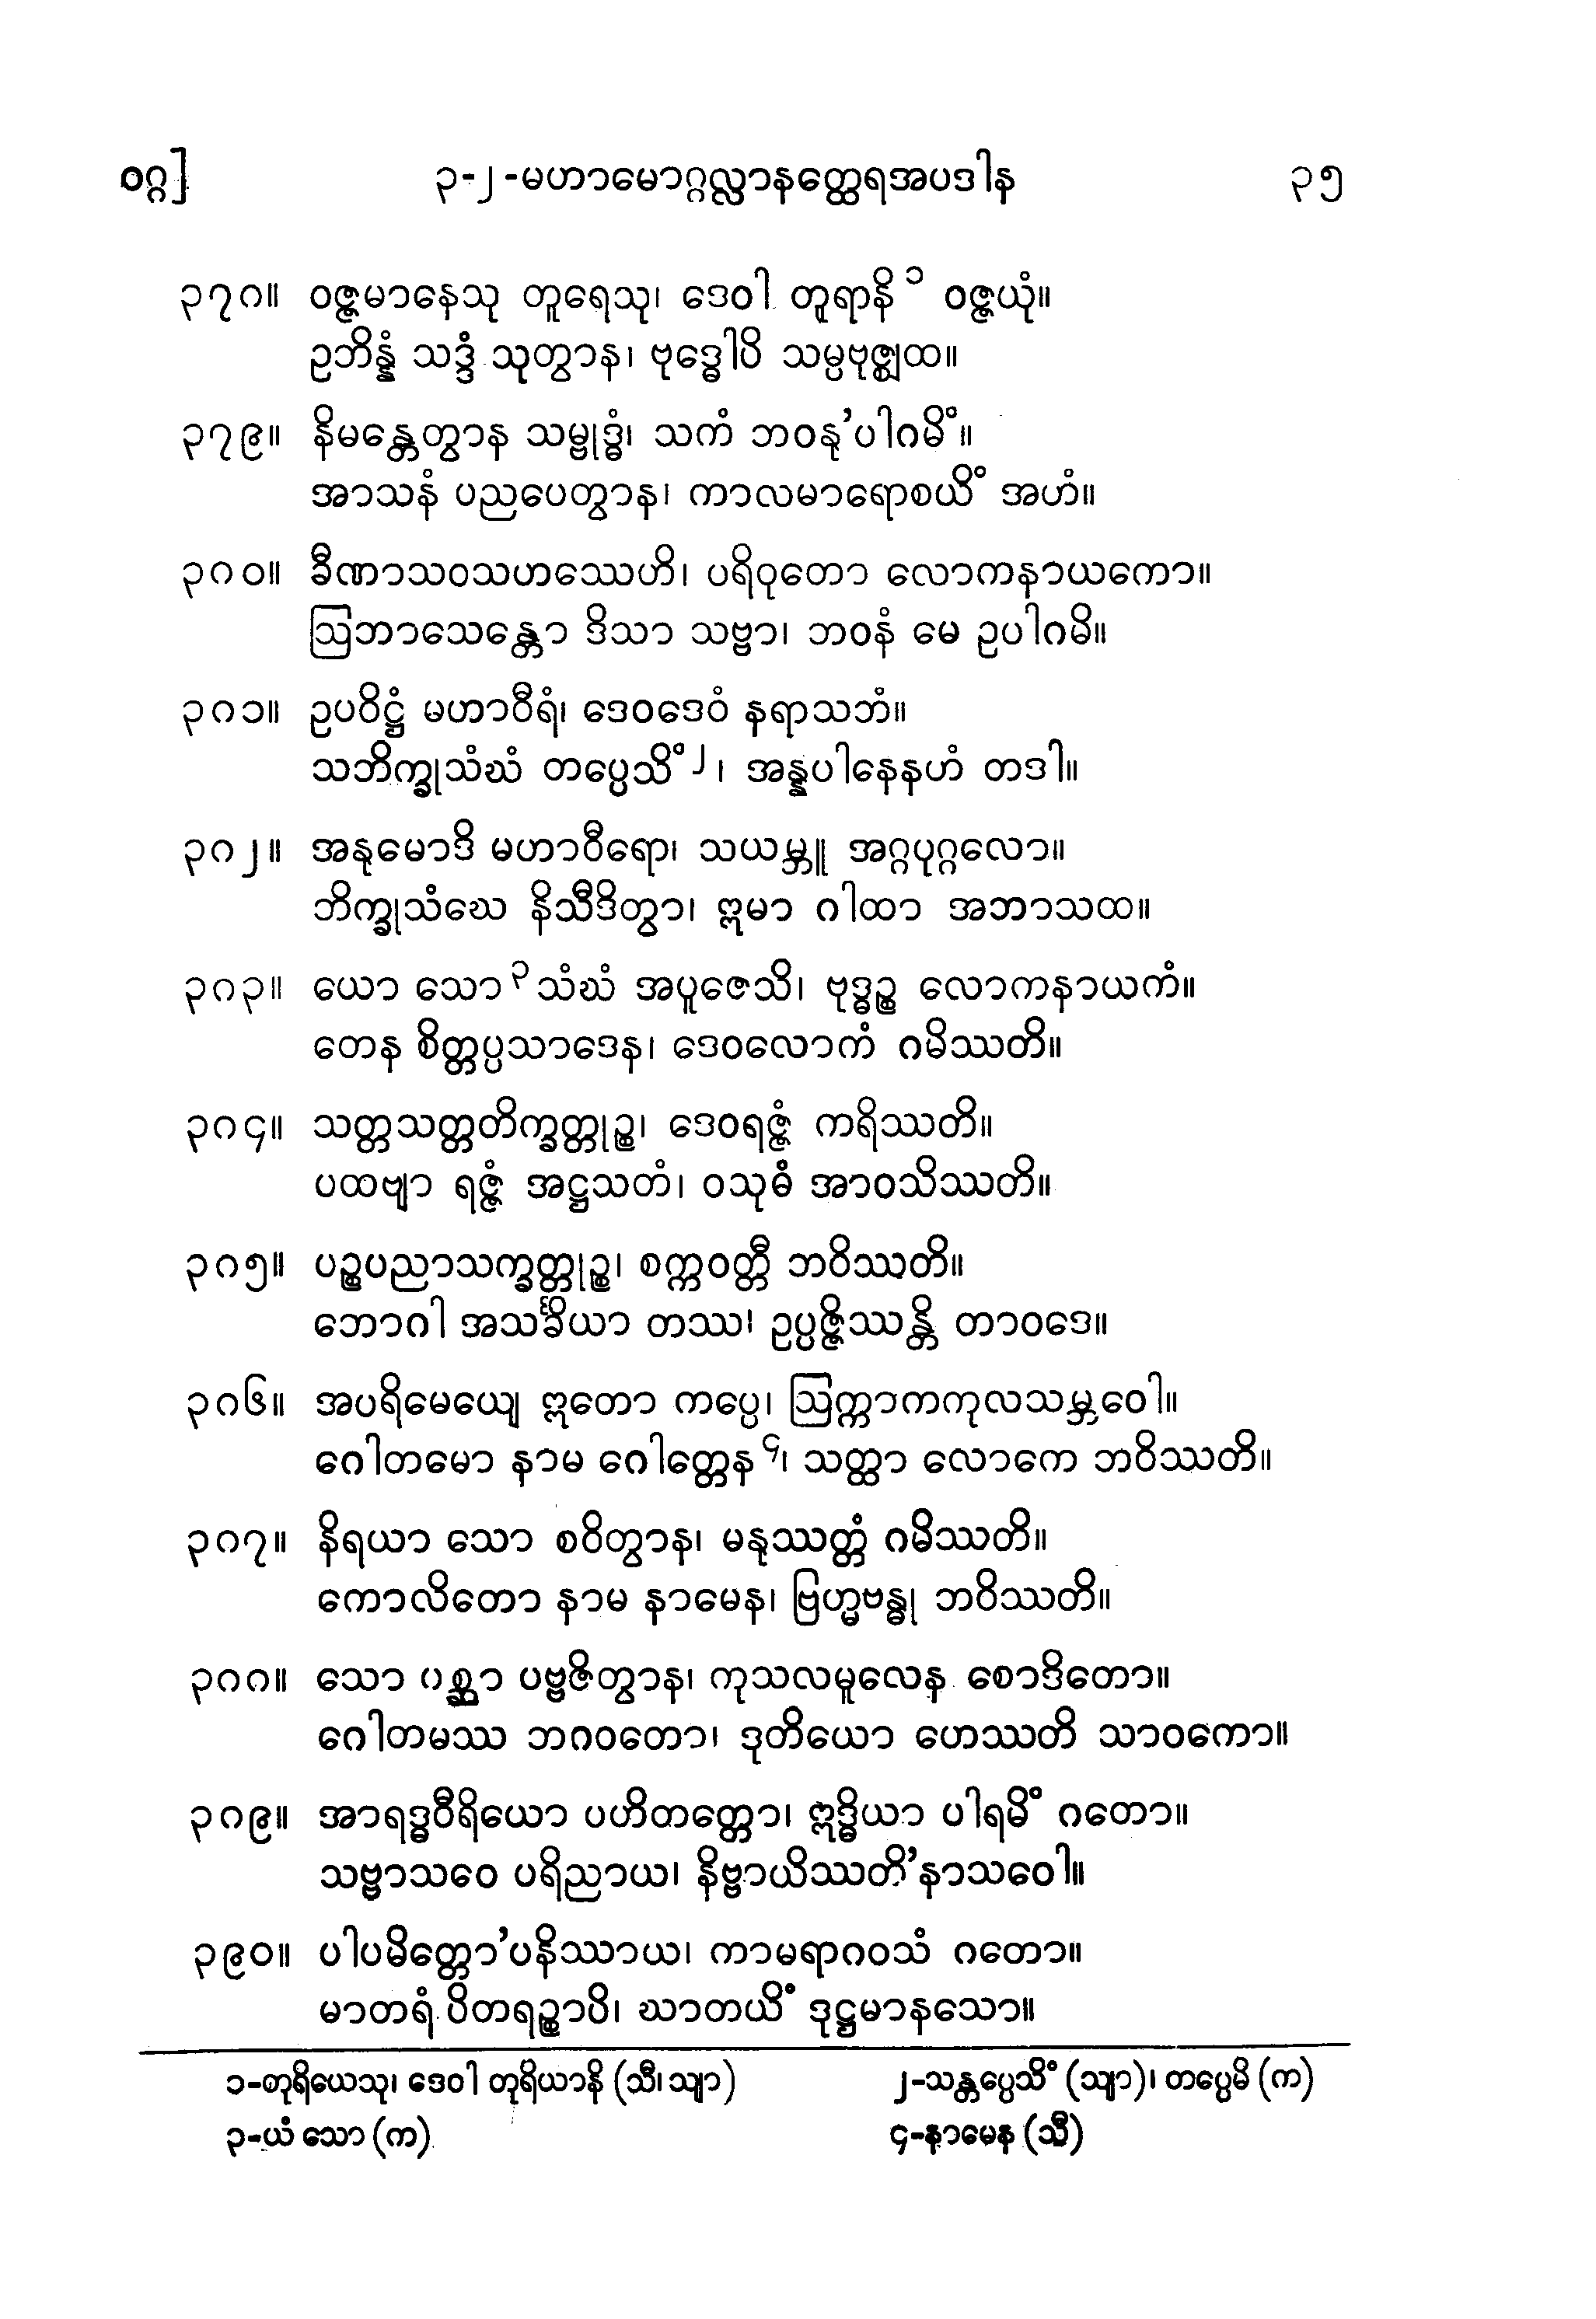 ဝဂ္ဂ] ၃-၂-မဟာမောဂ္ဂလ္လာနတ္ထေရအပဒါန ၃၅
၃၇၈။ ဝဇ္ဇမာနေသု တူရေသု၊ ဒေဝါ တူရာနိ ၁ ဝဇ္ဇယုံ။
ဥဘိန္နံ သဒ္ဒံ သုတွာန၊ ဗုဒ္ဓေါပိ သမ္ပဗုဇ္ဈထ။
၃၇၉။ နိမန္တေတွာန သမ္ဗုဒ္ဓံ၊ သကံ ဘဝနု’ပါဂမိံ။
အာသနံ ပညပေတွာန၊ ကာလမာရောစယိံ အဟံ။
၃၈၀။ ခီဏာသဝသဟဿေဟိ၊ ပရိဝုတော လောကနာယကော။
ဩဘာသေန္တော ဒိသာ သဗ္ဗာ၊ ဘဝနံ မေ ဥပါဂမိ။
၃၈၁။ ဥပဝိဋ္ဌံ မဟာဝီရံ၊ ဒေဝဒေဝံ နရာသဘံ။
သဘိက္ခုသံဃံ တပ္ပေသိံ ၂၊ အန္နပါနေနဟံ တဒါ။
၃၈၂။ အနုမောဒိ မဟာဝီရော၊ သယမ္ဘူ အဂ္ဂပုဂ္ဂလော။
ဘိက္ခုသံဃေ နိသီဒိတွာ၊ ဣမာ ဂါထာ အဘာသထ။
၃၈၃။ ယော သော ၃ သံဃံ အပူဇေသိ၊ ဗုဒ္ဓဉ္စ လောကနာယကံ။
တေန စိတ္တပ္ပသာဒေန၊ ဒေဝလောကံ ဂမိဿတိ။
၃၈၄။ သတ္တသတ္တတိက္ခတ္တုဉ္စ၊ ဒေဝရဇ္ဇံ ကရိဿတိ။
ပထဗျာ ရဇ္ဇံ အဋ္ဌသတံ၊ ဝသုဓံ အာဝသိဿတိ။
၃၈၅။ ပဉ္စပညာသက္ခတ္တုဉ္စ၊ စက္ကဝတ္တီ ဘဝိဿတိ။
ဘောဂါ အသင်္ခိယာ တဿ၊ ဥပ္ပဇ္ဇိဿန္တိ တာဝဒေ။
၃၈၆။ အပရိမေယျေ ဣတော ကပ္ပေ၊ ဩက္ကာကကုလသမ္ဘဝေါ။
ဂေါတမော နာမ ဂေါတ္တေန ၄၊ သတ္ထာ လောကေ ဘဝိဿတိ။
၃၈၇။ နိရယာ သော စဝိတွာန၊ မနုဿတ္တံ ဂမိဿတိ။
ကောလိတော နာမ နာမေန၊ ဗြဟ္မဗန္ဓု ဘဝိဿတိ။
၃၈၈။ သော ပစ္ဆာ ပဗ္ဗဇိတွာန၊ ကုသလမူလေန စောဒိတော။
ဂေါတမဿ ဘဂဝတော၊ ဒုတိယော ဟေဿတိ သာဝကော။
၃၈၉။ အာရဒ္ဓဝီရိယော ပဟိတတ္တော၊ ဣဒ္ဓိယာ ပါရမိံ ဂတော။
သဗ္ဗာသဝေ ပရိညာယ၊ နိဗ္ဗာယိဿတိ’နာသဝေါ။
၃၉၀။ ပါပမိတ္တော’ပနိဿာယ၊ ကာမရာဂဝသံ ဂတော။
မာတရံ ပိတရဉ္စာပိ၊ ဃာတယိံ ဒုဋ္ဌမာနသော။
၁-တုရိယေသု၊ ဒေဝါ တုရိယာနိ (သီ၊ သျာ) ၂-သန္တပ္ပေသိံ (သျာ)၊ တပ္ပေမိ (က)
၃-ယံ သော (က) ၄-နာမေန (သီ)